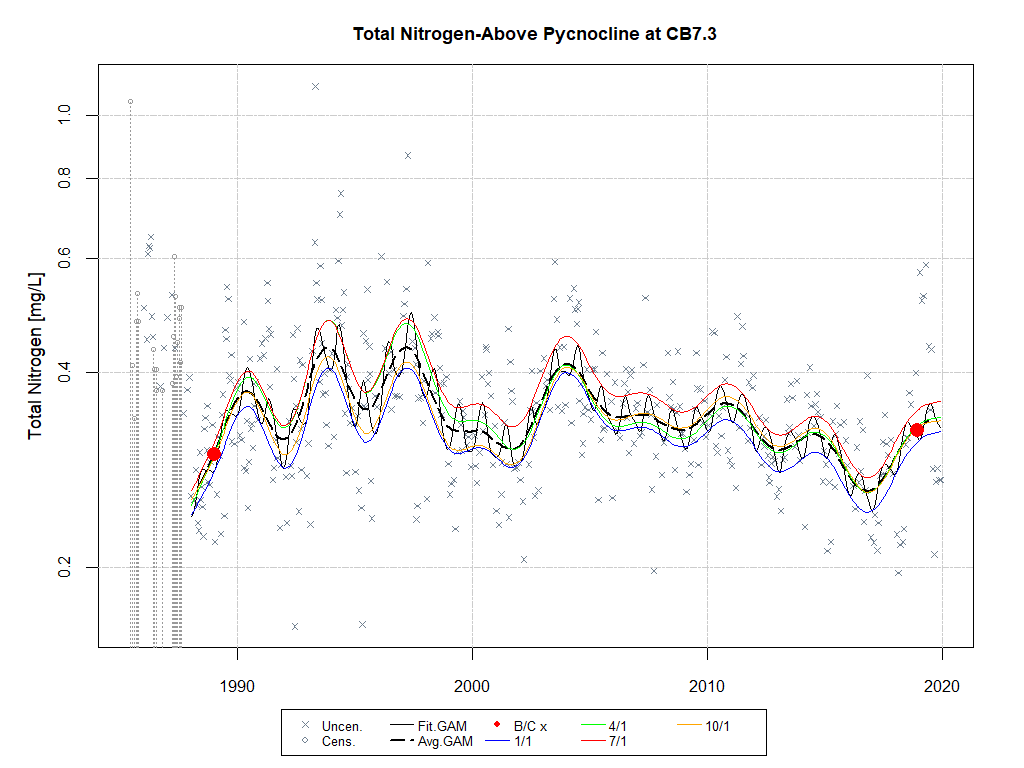 Total Nitrogen-Above Pycnocline at CB7.3
Total Nitrogen [mg/L]
1.0
0.8
0.6
0.4
0.2
1990 2000 2010 2020
Uncen. Fit.GAM B/C x 4/1 10/1
Cens. Avg.GAM 1/1 7/1